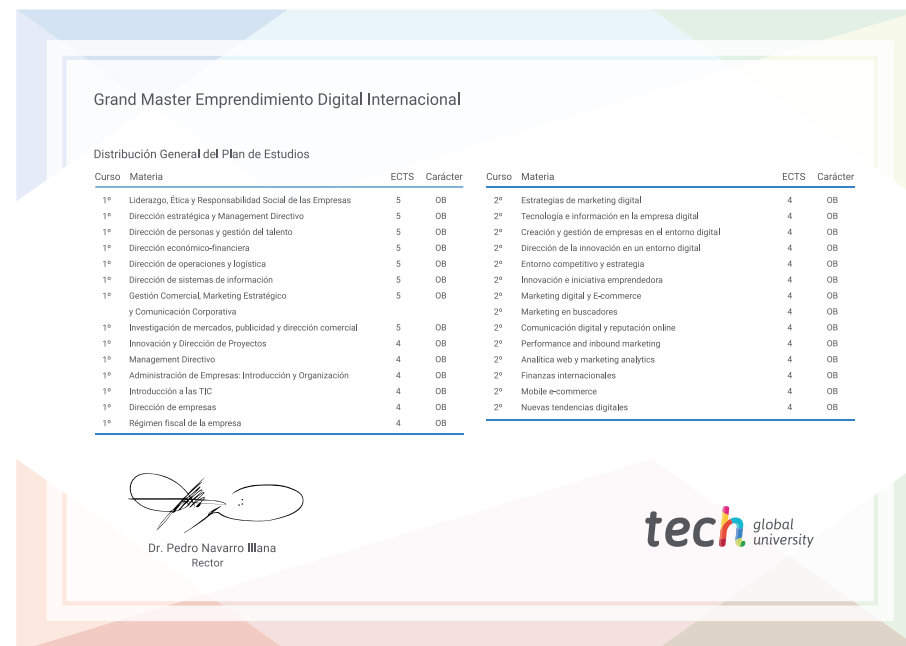 Grand Master Emprendimiento Digital Internacional
Distribución General del Plan de Estudios
Curso Materia ECTS Carácter
1º Liderazgo, Ética y Responsabilidad Social de las Empresas 5 OB
1º Dirección estratégica y Management Directivo 5 OB
1º Dirección de personas y gestión del talento 5 OB
1º Dirección económico-financiera 5 OB
1º Dirección de operaciones y logística 5 OB
1º Dirección de sistemas de información 5 OB
1º Gestión Comercial, Marketing Estratégico 5 OB
y Comunicación Corporativa
1º Investigación de mercados, publicidad y dirección comercial 5 OB
1º Innovación y Dirección de Proyectos 4 OB
1º Management Directivo 4 OB
1º Administración de Empresas: Introducción y Organización 4 OB
1º Introducción a las TIC 4 OB
1º Dirección de empresas 4 OB
1º Régimen fiscal de la empresa 4 OB
Curso Materia ECTS Carácter
2º Estrategias de marketing digital 4 OB
2º Tecnología e información en la empresa digital 4 OB
2º Creación y gestión de empresas en el entorno digital 4 OB
2º Dirección de la innovación en un entorno digital 4 OB
2º Entorno competitivo y estrategia 4 OB
2º Innovación e iniciativa emprendedora 4 OB
2º Marketing digital y E-commerce 4 OB
2º Marketing en buscadores 4 OB
2º Comunicación digital y reputación online 4 OB
2º Performance and inbound marketing 4 OB
2º Analítica web y marketing analytics 4 OB
2º Finanzas internacionales 4 OB
2º Mobile e-commerce 4 OB
2º Nuevas tendencias digitales 4 OB
Dr. Pedro Navarro Illana
Rector
tech global university